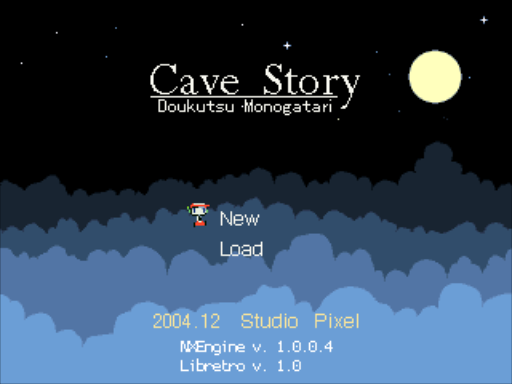 Cave Story
Doukutsu Monogatari
New
Load
2004.12 Studio Pixel
NXEngine v. 1.0.0.4
Libretro v. 1.0